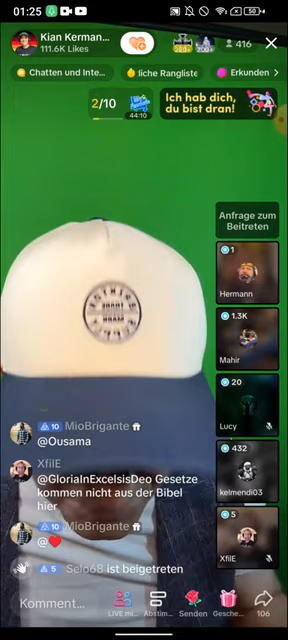 01:25
50
Kian Kerman...
111.6K Likes
700+
416
Chatten und Inte...
liche Rangliste
Erkunden
2/10
44:10
Ich hab dich,
du bist dran!
Anfrage zum
Beitreten
1
Hermann
1.3K
Mahir
20
Lucy
432
kelmendi03
5
XfilE
10 MioBrigante
@Ousama
XfilE
@GloriaInExcelsisDeo Gesetze
kommen nicht aus der Bibel
hier
10 MioBrigante
@❤️
5 Selo68 ist beigetreten
Komment...
LIVE mi...
Abstim...
Senden
Gesche...
106